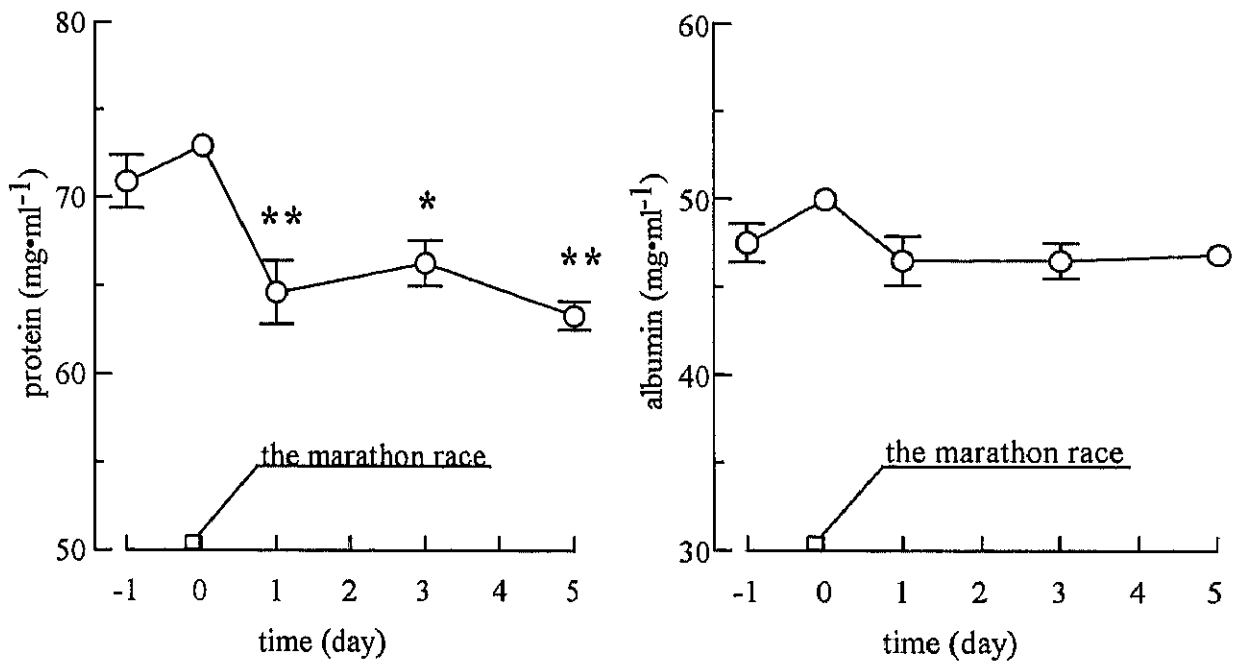 80
70
60
50
protein (mg•ml-1)
**
*
**
the marathon race
-1 0 1 2 3 4 5
time (day)
60
50
40
30
albumin (mg•ml-1)
the marathon race
-1 0 1 2 3 4 5
time (day)